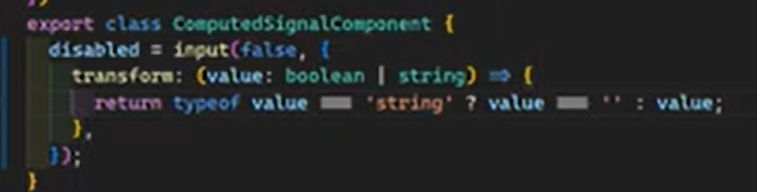 })
export class ComputedSignalComponent {
disabled = input(false, {
transform: (value: boolean | string) => {
return typeof value === 'string' ? value === '' : value;
},
});
}